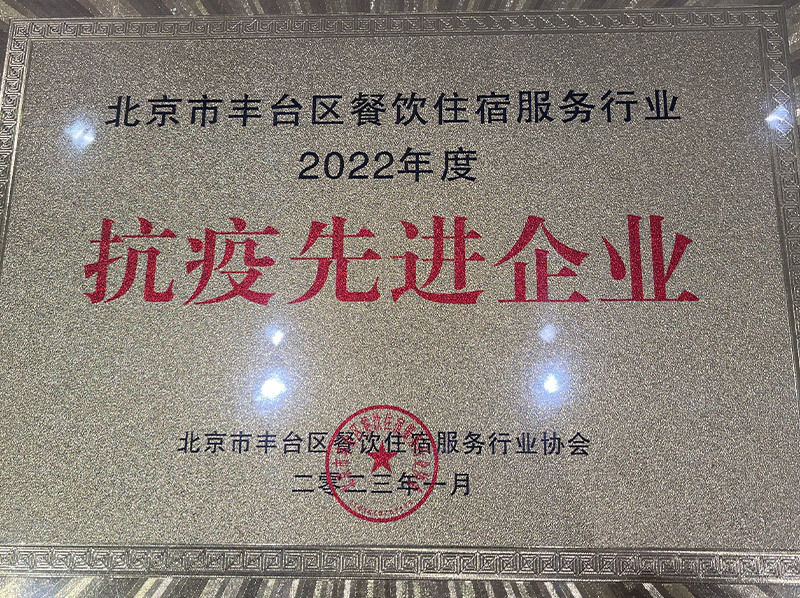 北京市丰台区餐饮住宿服务行业
2022年度
抗疫先进企业
北京市丰台区餐饮住宿服务行业协会
二零二三年一月